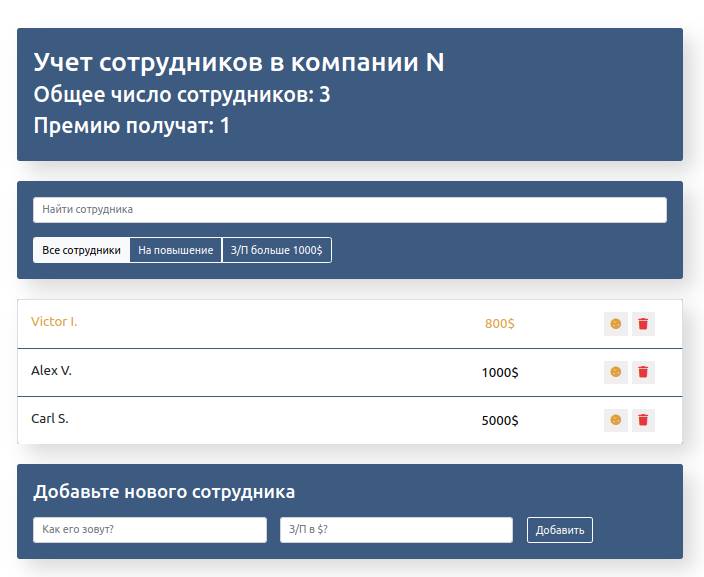 Учет сотрудников в компании N
Общее число сотрудников: 3
Премию получат: 1
Найти сотрудника
Все сотрудники На повышение З/П больше 1000$
Victor I. 800$
Alex V. 1000$
Carl S. 5000$
Добавьте нового сотрудника
Как его зовут? З/П в $? Добавить